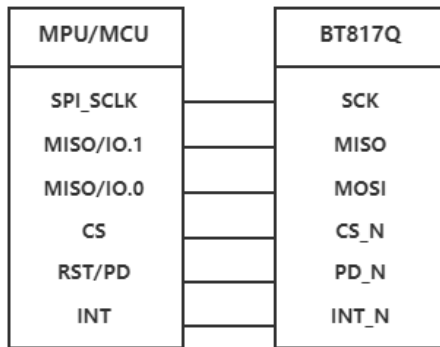 MPU/MCU BT817Q
SPI_SCLK SCK
MISO/IO.1 MISO
MISO/IO.0 MOSI
CS CS_N
RST/PD PD_N
INT INT_N